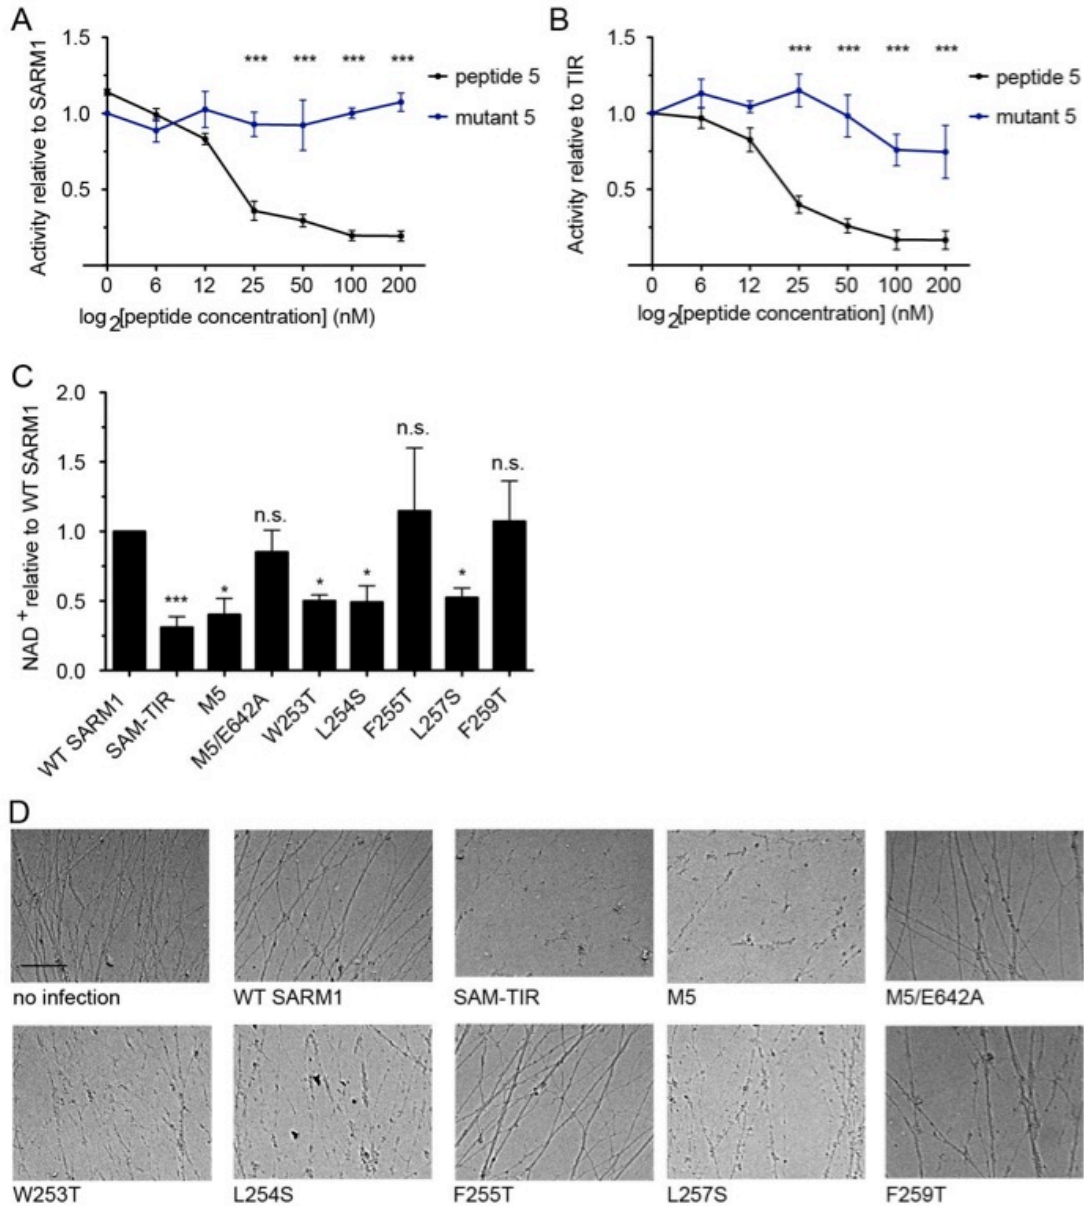 A
Activity relative to SARM1
1.5
1.0
0.5
*** *** *** ***
peptide 5
mutant 5
0 6 12 25 50 100 200
log2[peptide concentration] (nM)
B
Activity relative to TIR
1.5
1.0
0.5
*** *** *** ***
peptide 5
mutant 5
0 6 12 25 50 100 200
log2[peptide concentration] (nM)
C
NAD+ relative to WT SARM1
2.0
1.5
1.0
0.5
0.0
*** * n.s. * * n.s. * n.s.
WT SARM1
SAM-TIR
M5
M5/E642A
W253T
L254S
F255T
L257S
F259T
D
no infection WT SARM1 SAM-TIR M5 M5/E642A
W253T L254S F255T L257S F259T